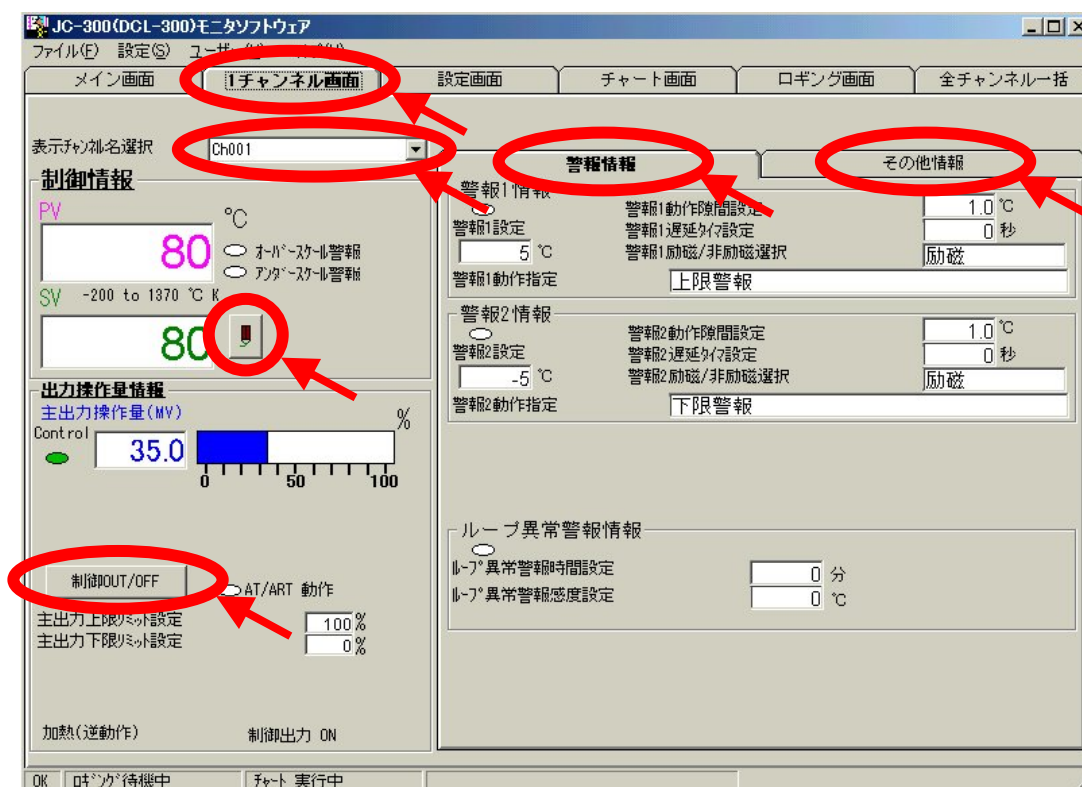 JC-300(DCL-300)モニタソフトウェア
ファイル(F) 設定(S)
メイン画面 1チャンネル画面 設定画面 チャート画面 ロギング画面 全チャンネル一括
表示チャンネル名選択 Ch001
警報情報 その他情報
制御情報
PV ℃
80
オーバースケール警報
アンダースケール警報
SV -200 to 1370 ℃ K
80
出力操作量情報
主出力操作量(MV) %
Control
35.0
0 50 100
制御OUT/OFF
AT/ART 動作
主出力上限リミット設定 100 %
主出力下限リミット設定 0 %
加熱(逆動作) 制御出力 ON
警報1情報
警報1動作隙間設定 1.0 ℃
警報1設定 警報1遅延タイマ設定 0 秒
5 ℃ 警報1励磁/非励磁選択 励磁
警報1動作指定 上限警報
警報2情報
警報2動作隙間設定 1.0 ℃
警報2設定 警報2遅延タイマ設定 0 秒
-5 ℃ 警報2励磁/非励磁選択 励磁
警報2動作指定 下限警報
ループ異常警報情報
ループ異常警報時間設定 0 分
ループ異常警報感度設定 0 ℃
OK ロギング待機中 チャート 実行中